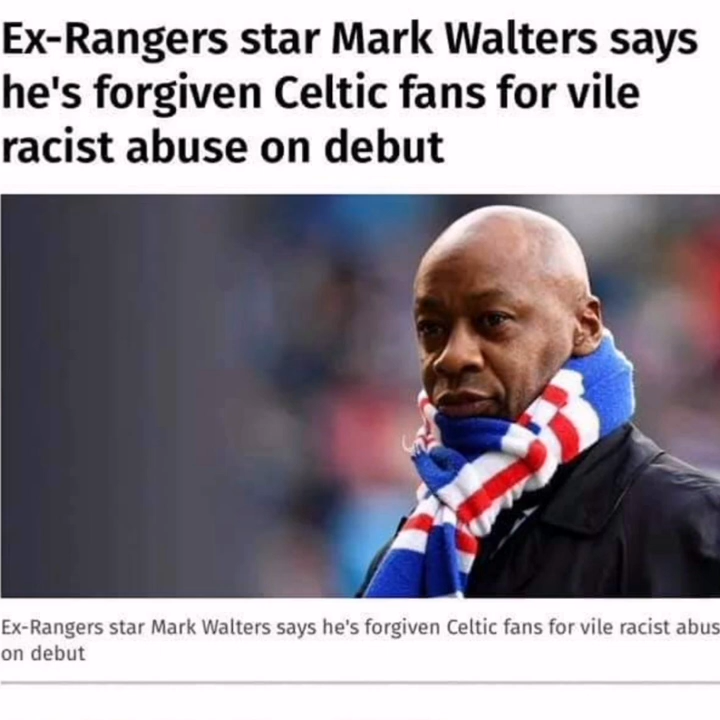 Ex-Rangers star Mark Walters says
he's forgiven Celtic fans for vile
racist abuse on debut
Ex-Rangers star Mark Walters says he's forgiven Celtic fans for vile racist abus
on debut